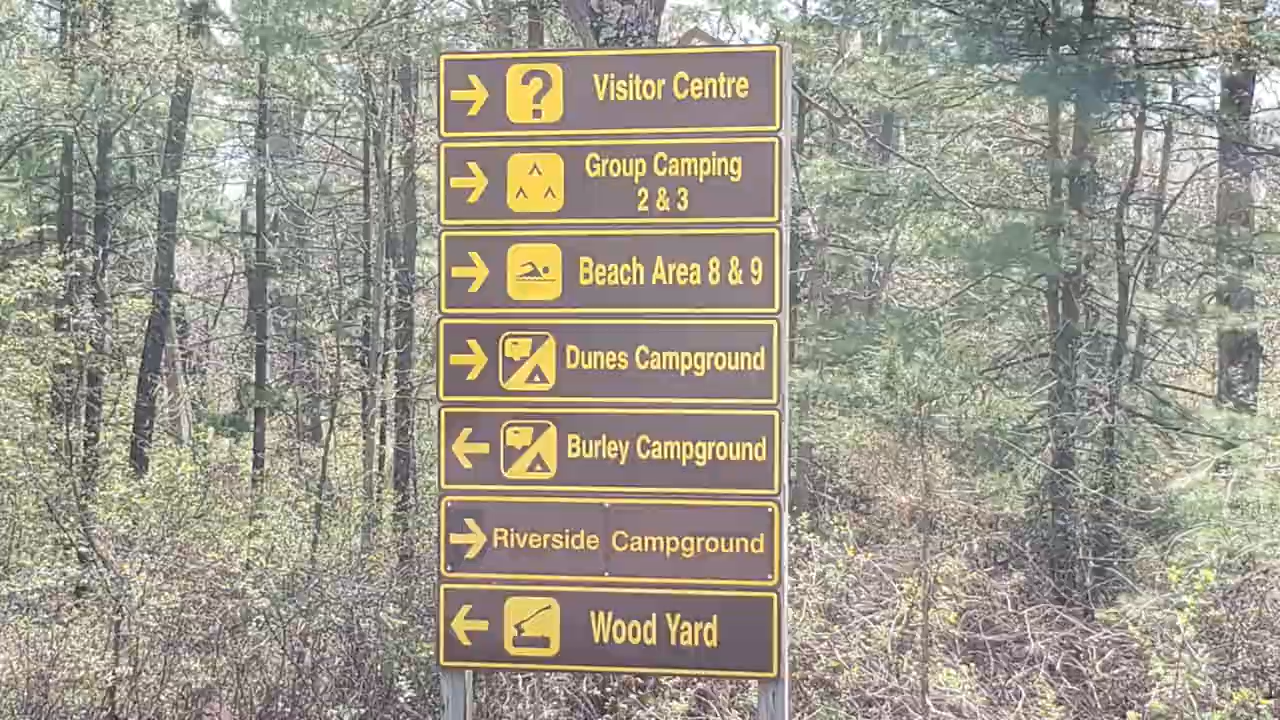 ? Visitor Centre
Group Camping
2 & 3
Beach Area 8 & 9
Dunes Campground
Burley Campground
Riverside Campground
Wood Yard